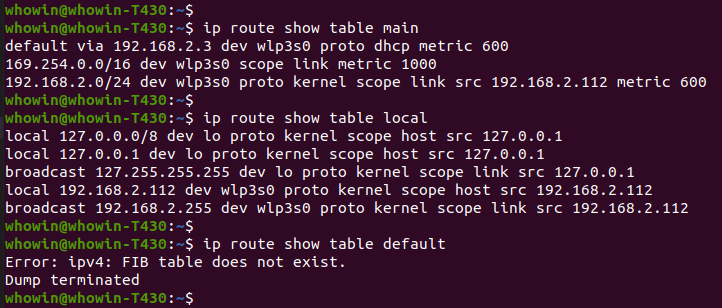 whowin@whowin-T430:~$
whowin@whowin-T430:~$ ip route show table main
default via 192.168.2.3 dev wlp3s0 proto dhcp metric 600
169.254.0.0/16 dev wlp3s0 scope link metric 1000
192.168.2.0/24 dev wlp3s0 proto kernel scope link src 192.168.2.112 metric 600
whowin@whowin-T430:~$
whowin@whowin-T430:~$ ip route show table local
local 127.0.0.0/8 dev lo proto kernel scope host src 127.0.0.1
local 127.0.0.1 dev lo proto kernel scope host src 127.0.0.1
broadcast 127.255.255.255 dev lo proto kernel scope link src 127.0.0.1
local 192.168.2.112 dev wlp3s0 proto kernel scope host src 192.168.2.112
broadcast 192.168.2.255 dev wlp3s0 proto kernel scope link src 192.168.2.112
whowin@whowin-T430:~$
whowin@whowin-T430:~$ ip route show table default
Error: ipv4: FIB table does not exist.
Dump terminated
whowin@whowin-T430:~$